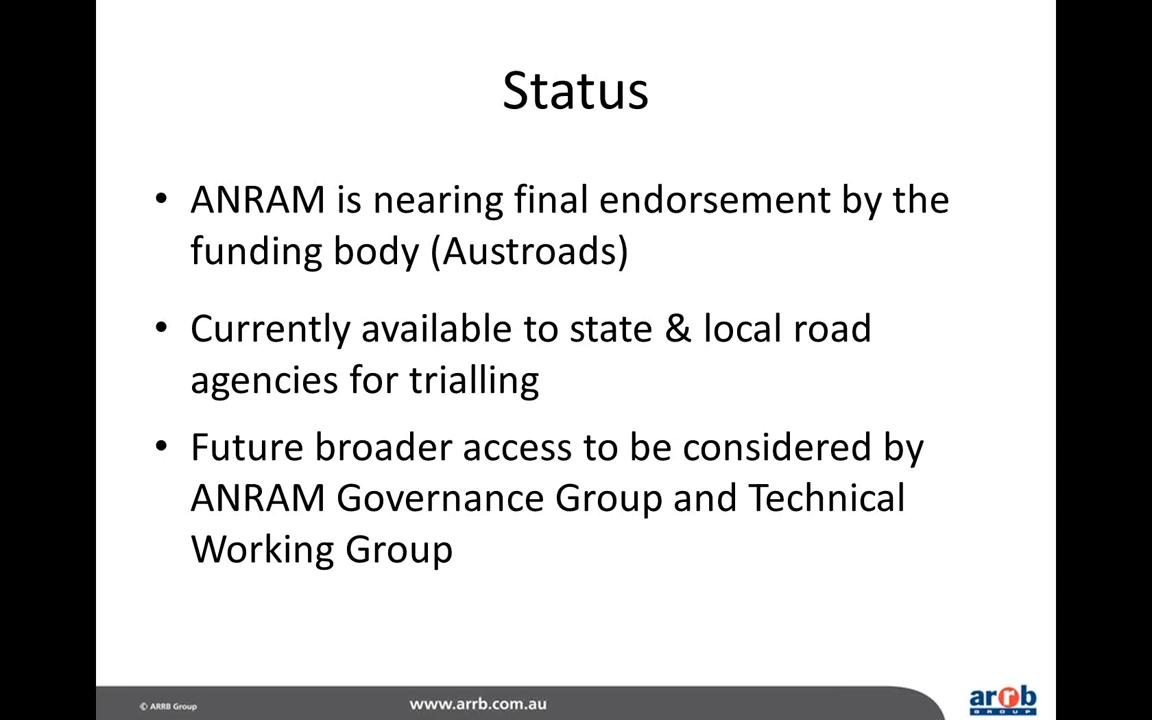 Status
• ANRAM is nearing final endorsement by the
funding body (Austroads)
• Currently available to state & local road
agencies for trialling
• Future broader access to be considered by
ANRAM Governance Group and Technical
Working Group
© ARRB Group
www.arrb.com.au
arrb
GROUP